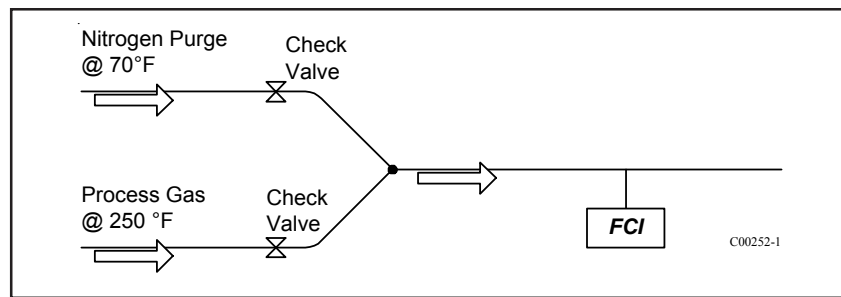 Nitrogen Purge
@ 70°F
Check
Valve
Process Gas
@ 250 °F
Check
Valve
FCI
C00252-1